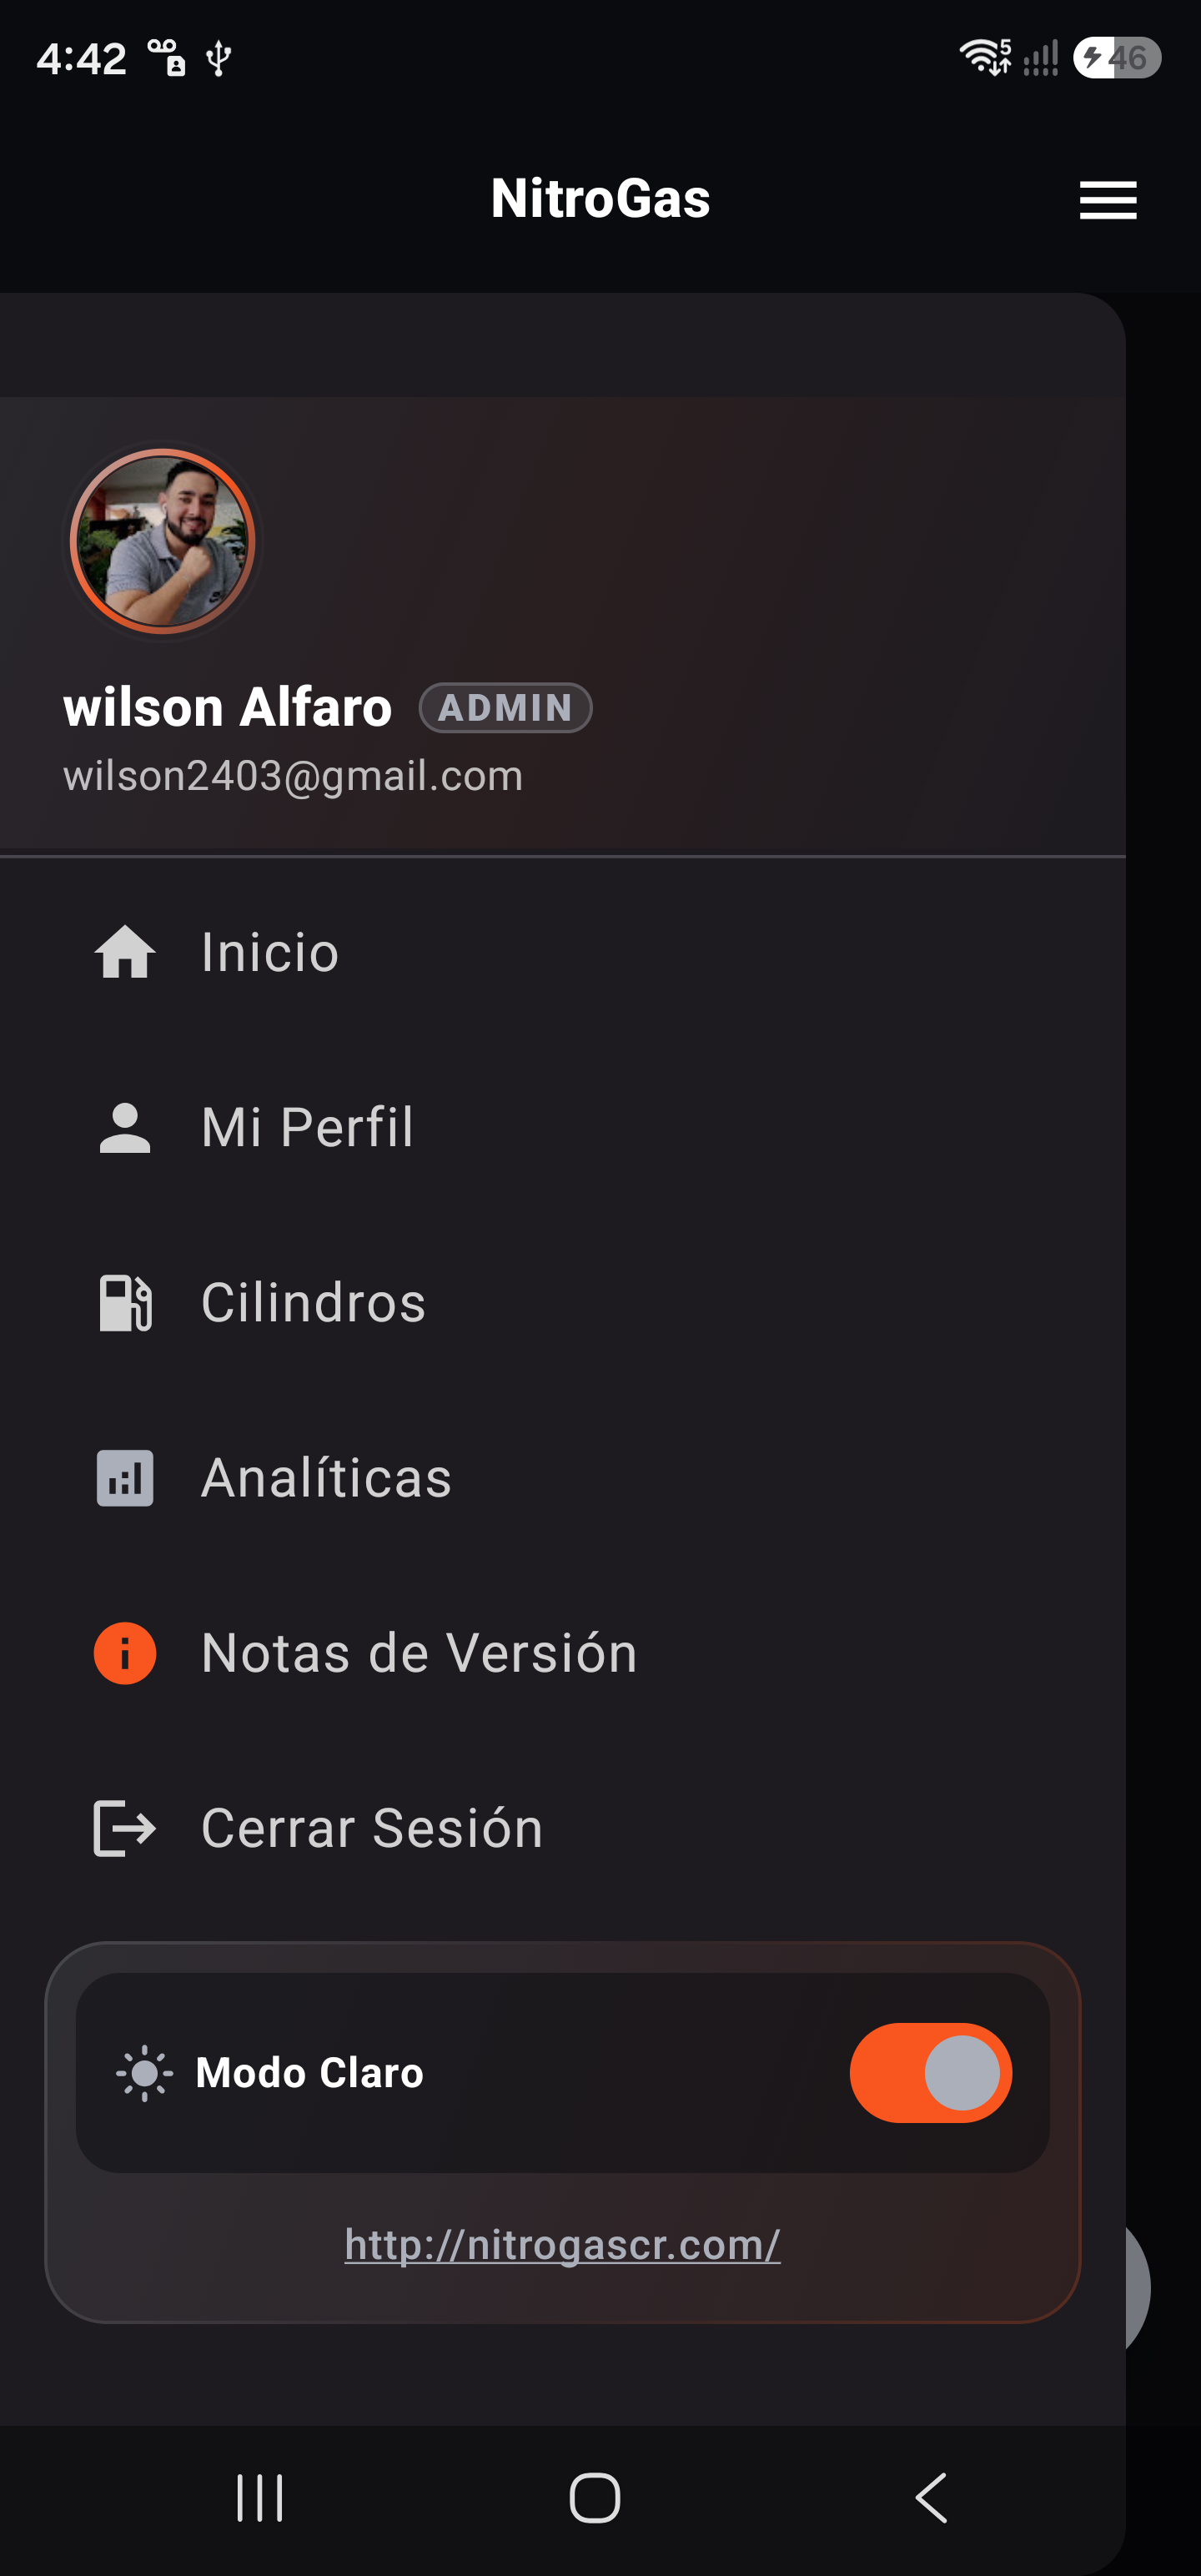 4:42
5
46
NitroGas
wilson Alfaro ADMIN
wilson2403@gmail.com
Inicio
Mi Perfil
Cilindros
Analíticas
Notas de Versión
Cerrar Sesión
Modo Claro
http://nitrogascr.com/